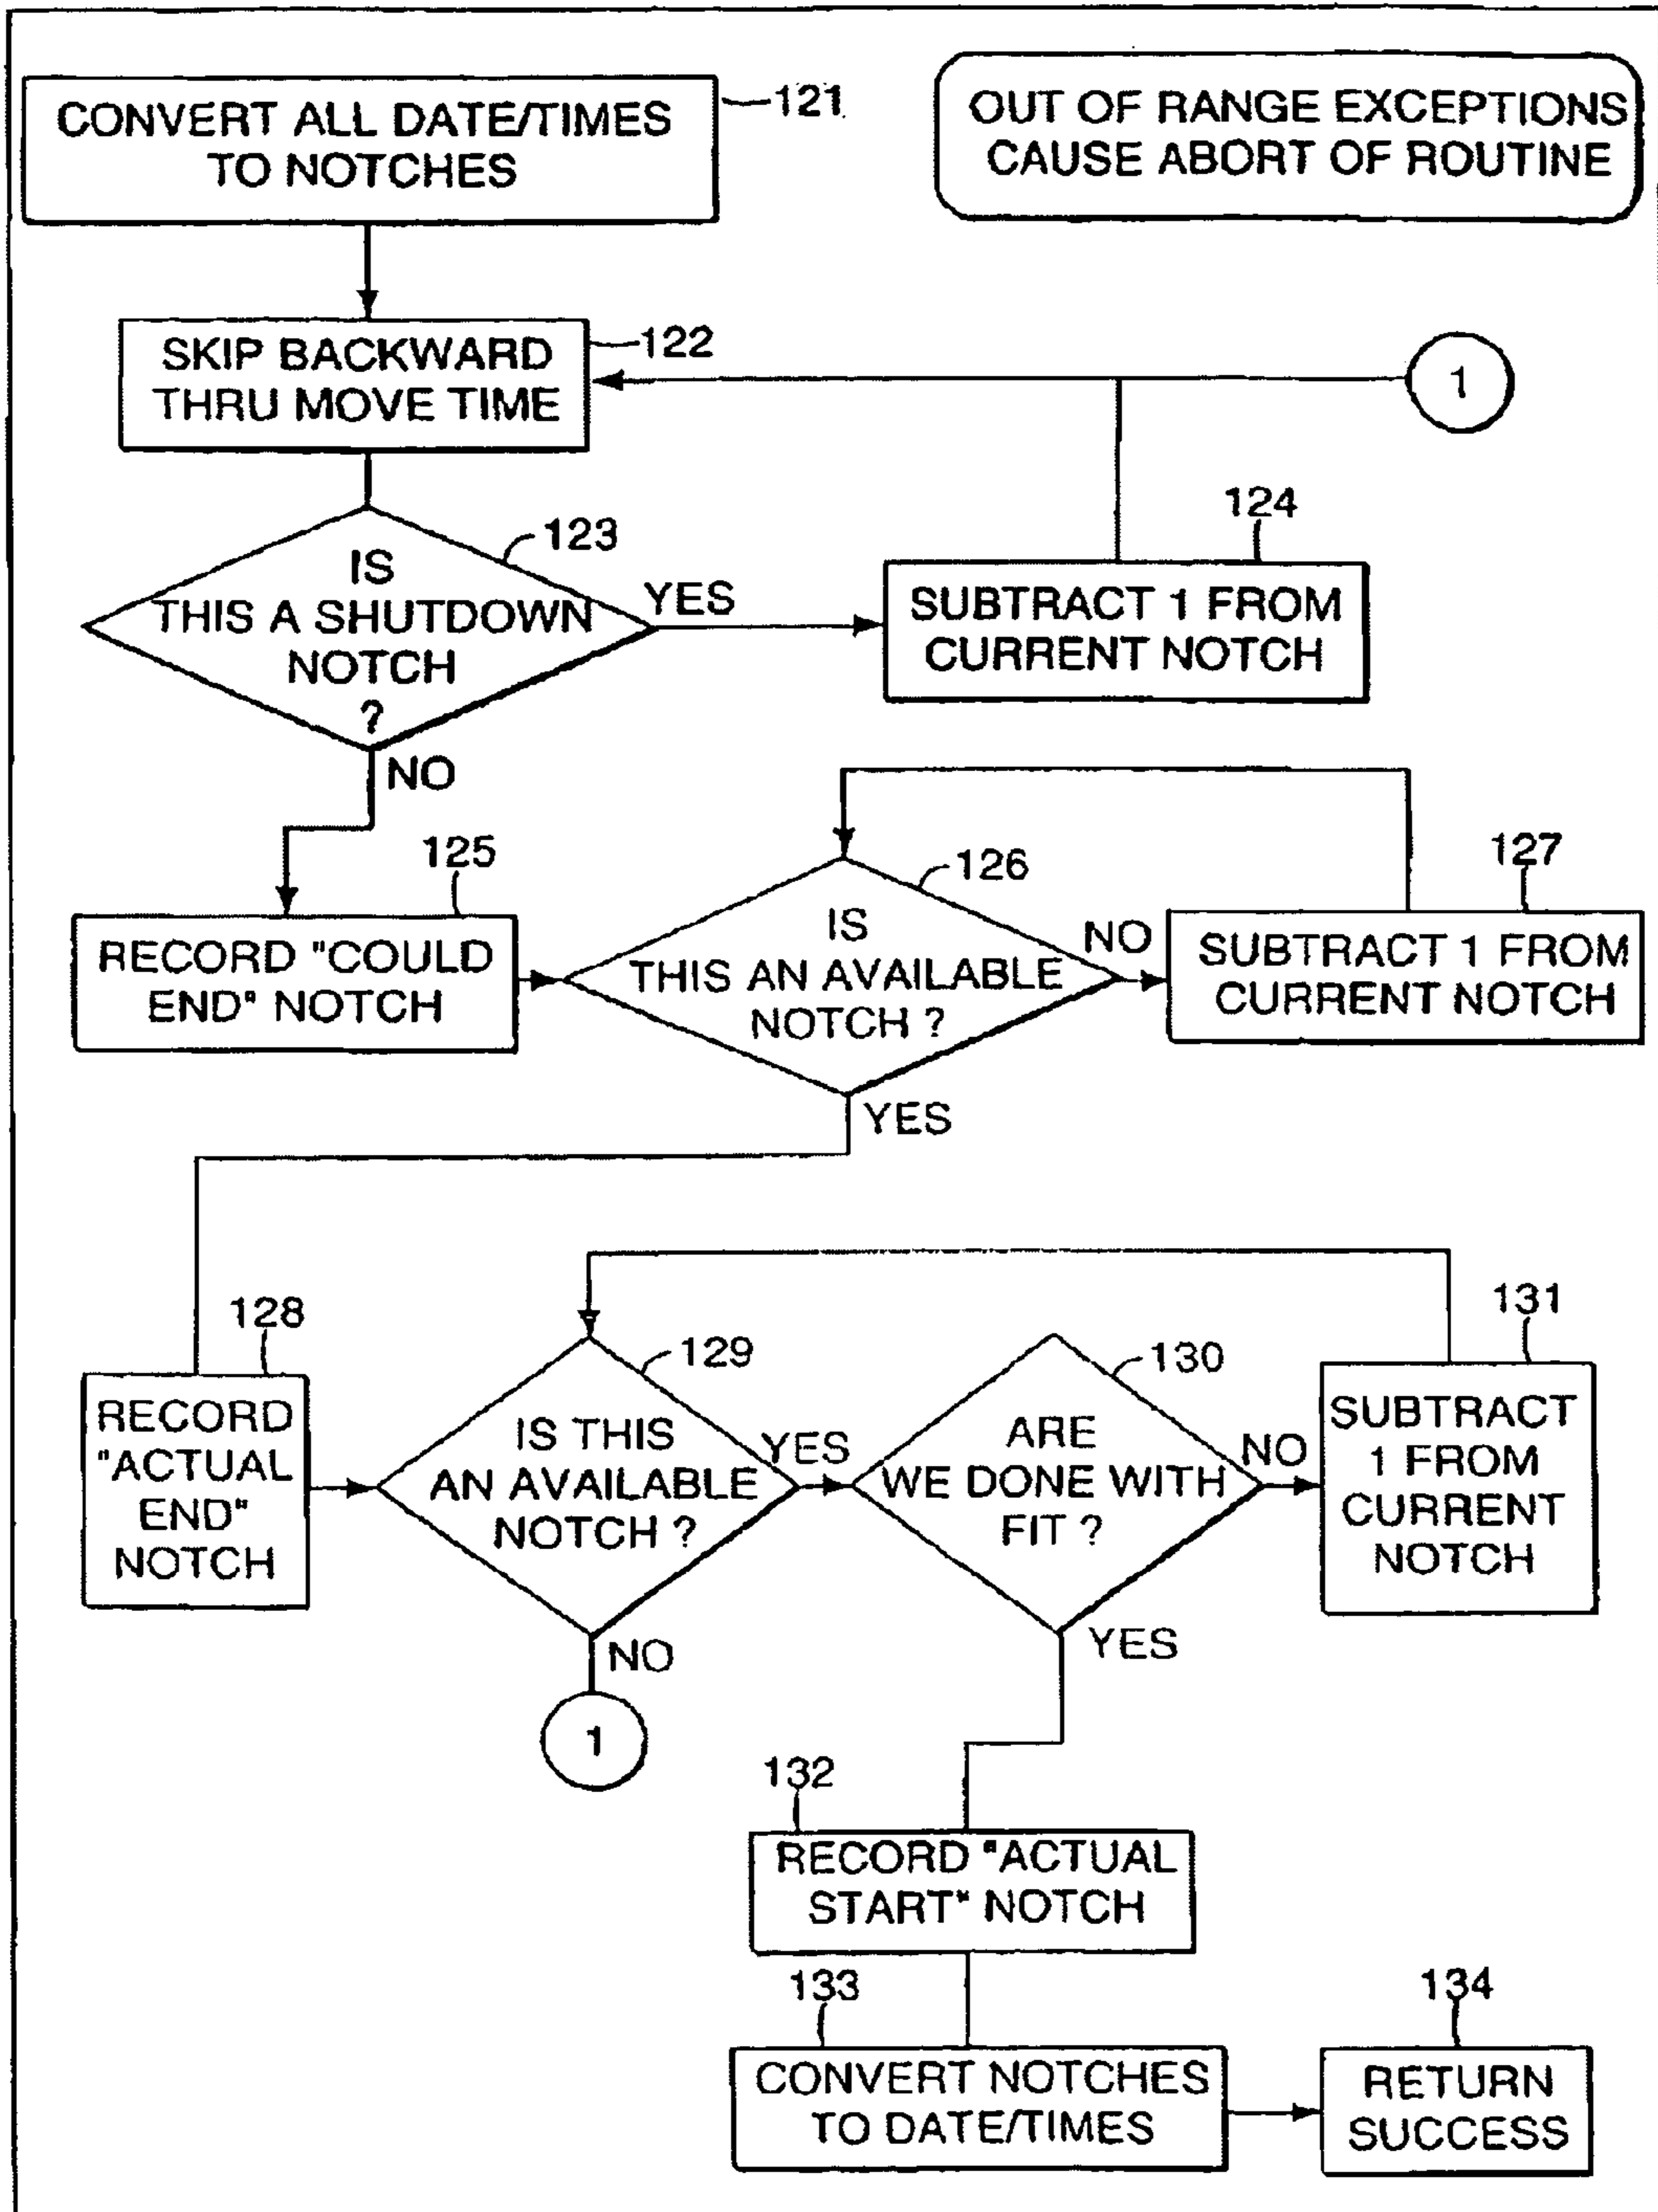 CONVERT ALL DATE/TIMES
TO NOTCHES
121
OUT OF RANGE EXCEPTIONS
CAUSE ABORT OF ROUTINE
SKIP BACKWARD
THRU MOVE TIME
122
1
123
IS
THIS A SHUTDOWN
NOTCH
?
YES
NO
124
SUBTRACT 1 FROM
CURRENT NOTCH
125
RECORD "COULD
END" NOTCH
126
IS
THIS AN AVAILABLE
NOTCH ?
NO
YES
127
SUBTRACT 1 FROM
CURRENT NOTCH
128
RECORD
"ACTUAL
END"
NOTCH
129
IS THIS
AN AVAILABLE
NOTCH ?
YES
NO
1
130
ARE
WE DONE WITH
FIT ?
NO
YES
131
SUBTRACT
1 FROM
CURRENT
NOTCH
132
RECORD "ACTUAL
START" NOTCH
133
CONVERT NOTCHES
TO DATE/TIMES
134
RETURN
SUCCESS